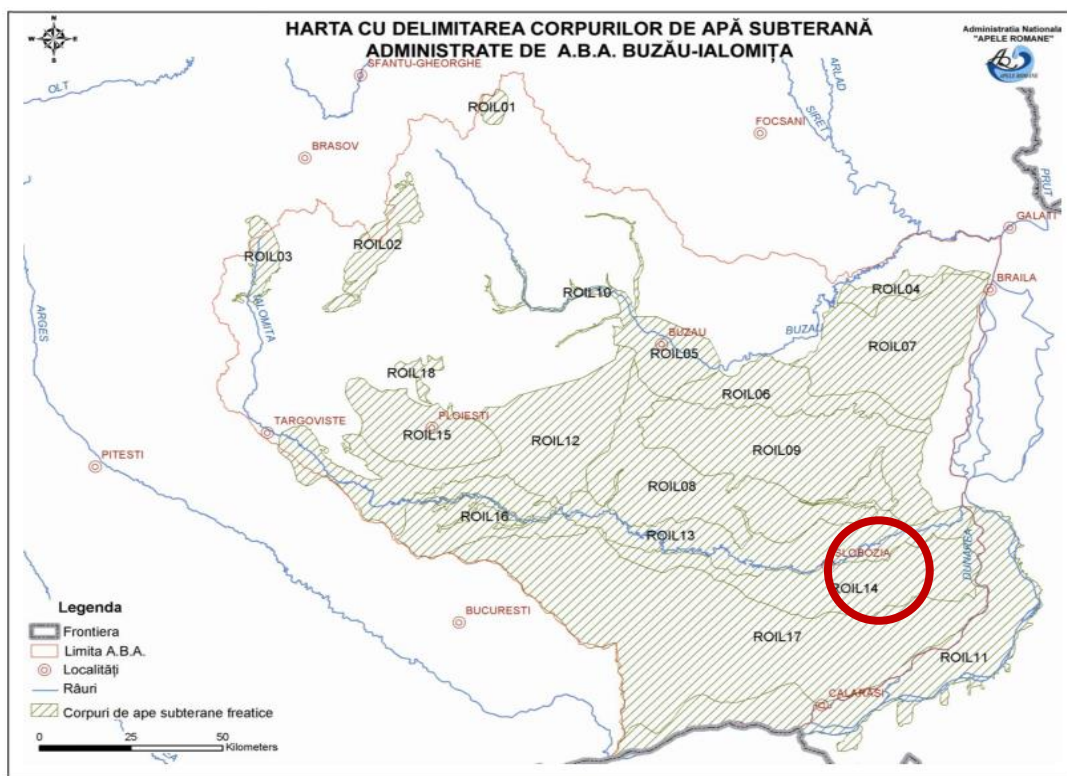 HARTA CU DELIMITAREA CORPURILOR DE APĂ SUBTERANĂ
ADMINISTRATE DE A.B.A. BUZĂU-IALOMIȚA
Administratia Nationala
"APELE ROMANE"
APELE ROMANE
N
W
E
S
OLT
SFANTU-GHEORGHE
ROIL01
BRASOV
FOCSANI
ARLAD
SIRET
PRUT
GALATI
BRAILA
ROIL03
ROIL02
IALOMITA
ARGES
ROIL10
BUZAU
ROIL05
BUZAU
ROIL04
ROIL07
ROIL06
ROIL18
PLOIESTI
ROIL15
TARGOVISTE
PITESTI
ROIL12
ROIL09
ROIL08
ROIL16
ROIL13
SLOBOZIA
ROIL14
DUNAREA
BUCURESTI
ROIL17
ROIL11
CALARASI
Legenda
Frontiera
Limita A.B.A.
Localități
Râuri
Corpuri de ape subterane freatice
0 25 50
Kilometers